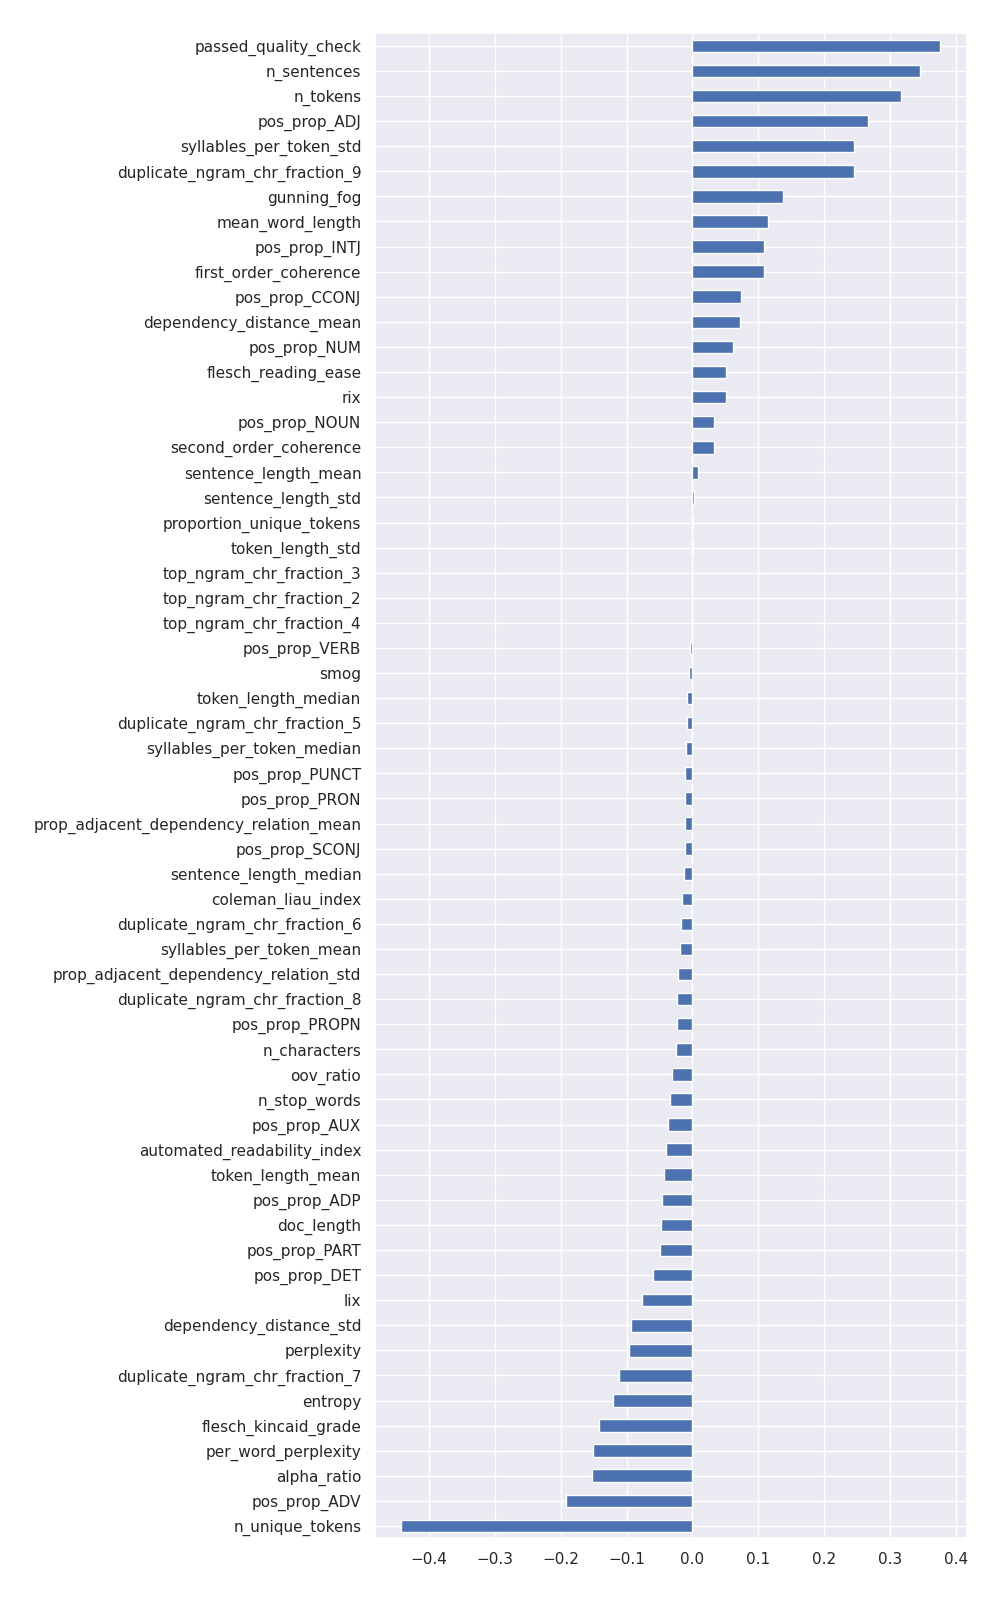 passed_quality_check
n_sentences
n_tokens
pos_prop_ADJ
syllables_per_token_std
duplicate_ngram_chr_fraction_9
gunning_fog
mean_word_length
pos_prop_INTJ
first_order_coherence
pos_prop_CCONJ
dependency_distance_mean
pos_prop_NUM
flesch_reading_ease
rix
pos_prop_NOUN
second_order_coherence
sentence_length_mean
sentence_length_std
proportion_unique_tokens
token_length_std
top_ngram_chr_fraction_3
top_ngram_chr_fraction_2
top_ngram_chr_fraction_4
pos_prop_VERB
smog
token_length_median
duplicate_ngram_chr_fraction_5
syllables_per_token_median
pos_prop_PUNCT
pos_prop_PRON
prop_adjacent_dependency_relation_mean
pos_prop_SCONJ
sentence_length_median
coleman_liau_index
duplicate_ngram_chr_fraction_6
syllables_per_token_mean
prop_adjacent_dependency_relation_std
duplicate_ngram_chr_fraction_8
pos_prop_PROPN
n_characters
oov_ratio
n_stop_words
pos_prop_AUX
automated_readability_index
token_length_mean
pos_prop_ADP
doc_length
pos_prop_PART
pos_prop_DET
lix
dependency_distance_std
perplexity
duplicate_ngram_chr_fraction_7
entropy
flesch_kincaid_grade
per_word_perplexity
alpha_ratio
pos_prop_ADV
n_unique_tokens
−0.4 −0.3 −0.2 −0.1 0.0 0.1 0.2 0.3 0.4